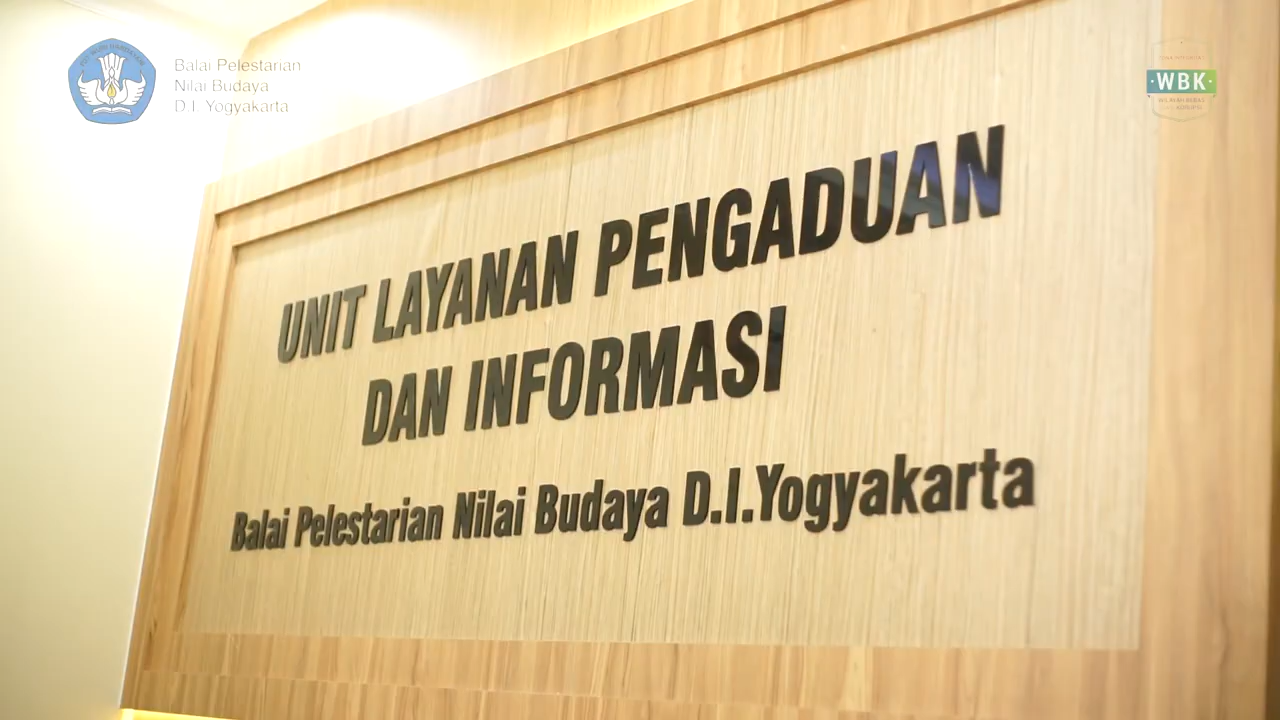 Balai Pelestarian
Nilai Budaya
D.I. Yogyakarta
WBK
UNIT LAYANAN PENGADUAN
DAN INFORMASI
Balai Pelestarian Nilai Budaya D.I.Yogyakarta